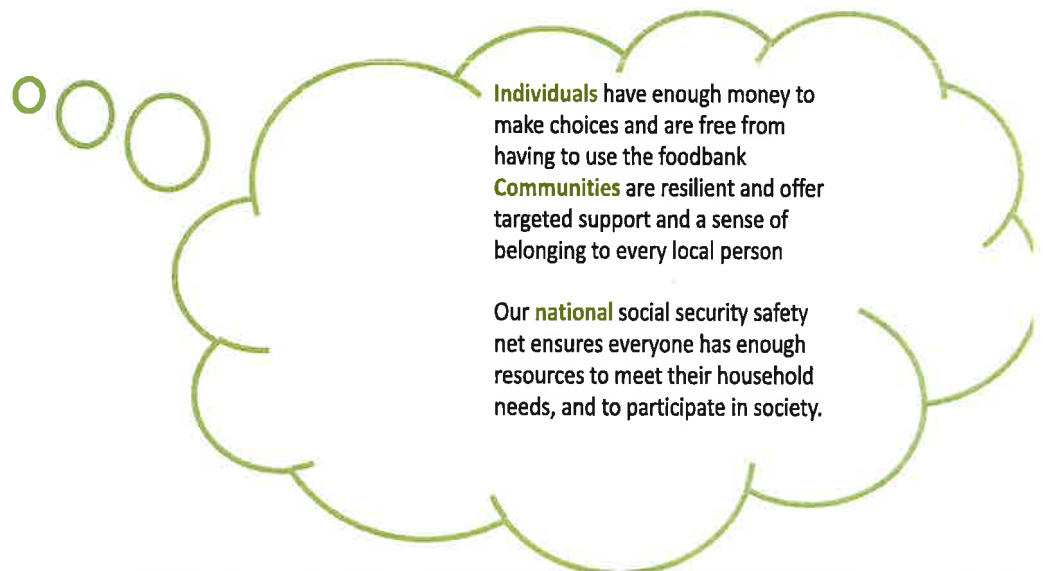 Individuals have enough money to
make choices and are free from
having to use the foodbank
Communities are resilient and offer
targeted support and a sense of
belonging to every local person
Our national social security safety
net ensures everyone has enough
resources to meet their household
needs, and to participate in society.